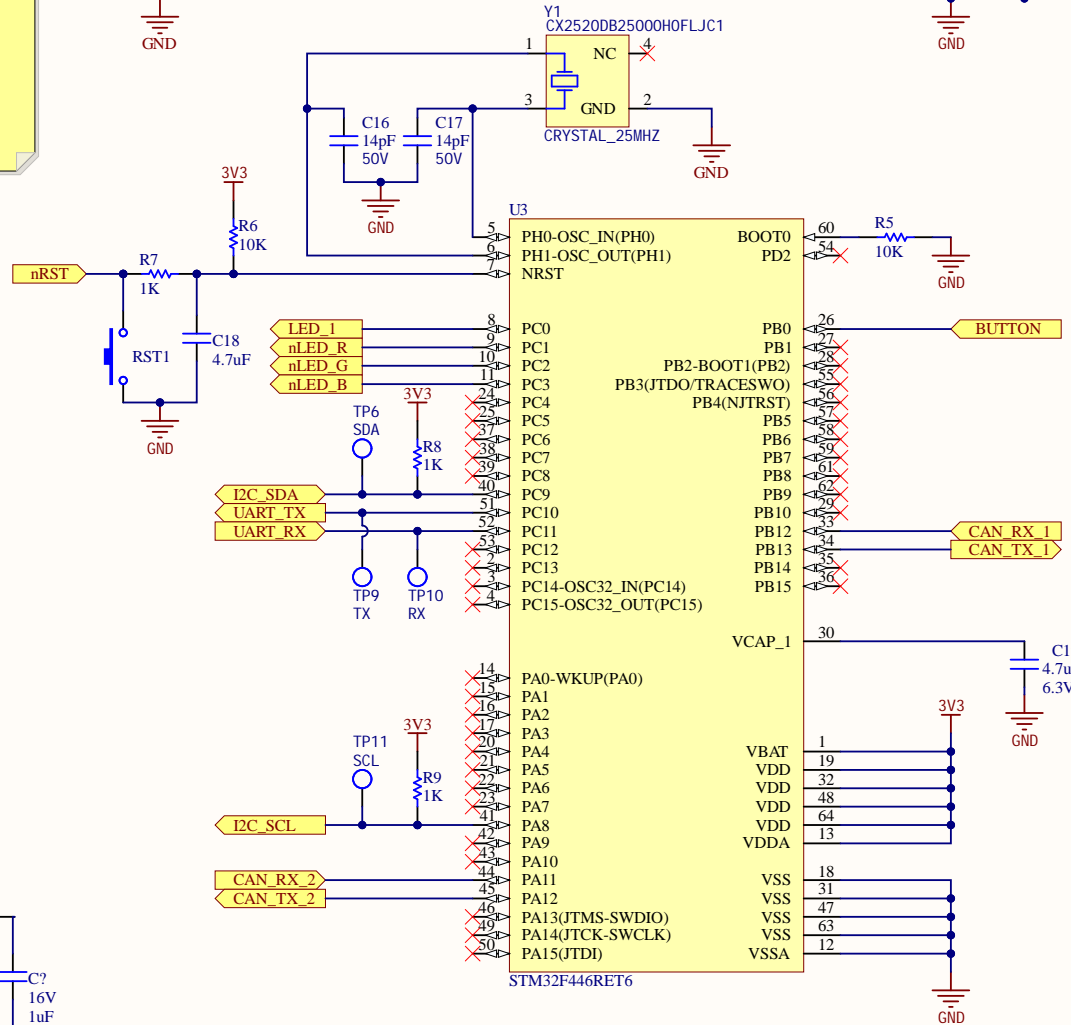 GND
GND
Y1
CX2520DB25000H0FLJC1
1
NC
4
3
GND
2
CRYSTAL_25MHZ
C16
14pF
50V
C17
14pF
50V
GND
GND
3V3
R6
10K
nRST
R7
1K
RST1
C18
4.7uF
GND
U3
5
PH0-OSC_IN(PH0)
6
PH1-OSC_OUT(PH1)
7
NRST
BOOT0
60
R5
10K
PD2
54
GND
LED_1
8
PC0
nLED_R
9
PC1
nLED_G
10
PC2
nLED_B
11
PC3
24
PC4
25
PC5
37
PC6
38
PC7
39
PC8
I2C_SDA
40
PC9
UART_TX
51
PC10
UART_RX
52
PC11
53
PC12
2
PC13
3
PC14-OSC32_IN(PC14)
4
PC15-OSC32_OUT(PC15)
TP6
SDA
3V3
R8
1K
TP9
TX
TP10
RX
PB0
26
BUTTON
PB1
27
PB2-BOOT1(PB2)
28
PB3(JTDO/TRACESWO)
55
PB4(NJTRST)
56
PB5
57
PB6
58
PB7
59
PB8
61
PB9
62
PB10
29
PB12
33
CAN_RX_1
PB13
34
CAN_TX_1
PB14
35
PB15
36
VCAP_1
30
C1
4.7u
6.3V
GND
14
PA0-WKUP(PA0)
15
PA1
16
PA2
17
PA3
20
PA4
21
PA5
22
PA6
23
PA7
I2C_SCL
41
PA8
42
PA9
43
PA10
CAN_RX_2
44
PA11
CAN_TX_2
45
PA12
46
PA13(JTMS-SWDIO)
49
PA14(JTCK-SWCLK)
50
PA15(JTDI)
TP11
SCL
3V3
R9
1K
3V3
VBAT
1
VDD
19
VDD
32
VDD
48
VDD
64
VDDA
13
VSS
18
VSS
31
VSS
47
VSS
63
VSSA
12
GND
STM32F446RET6
C?
16V
1uF